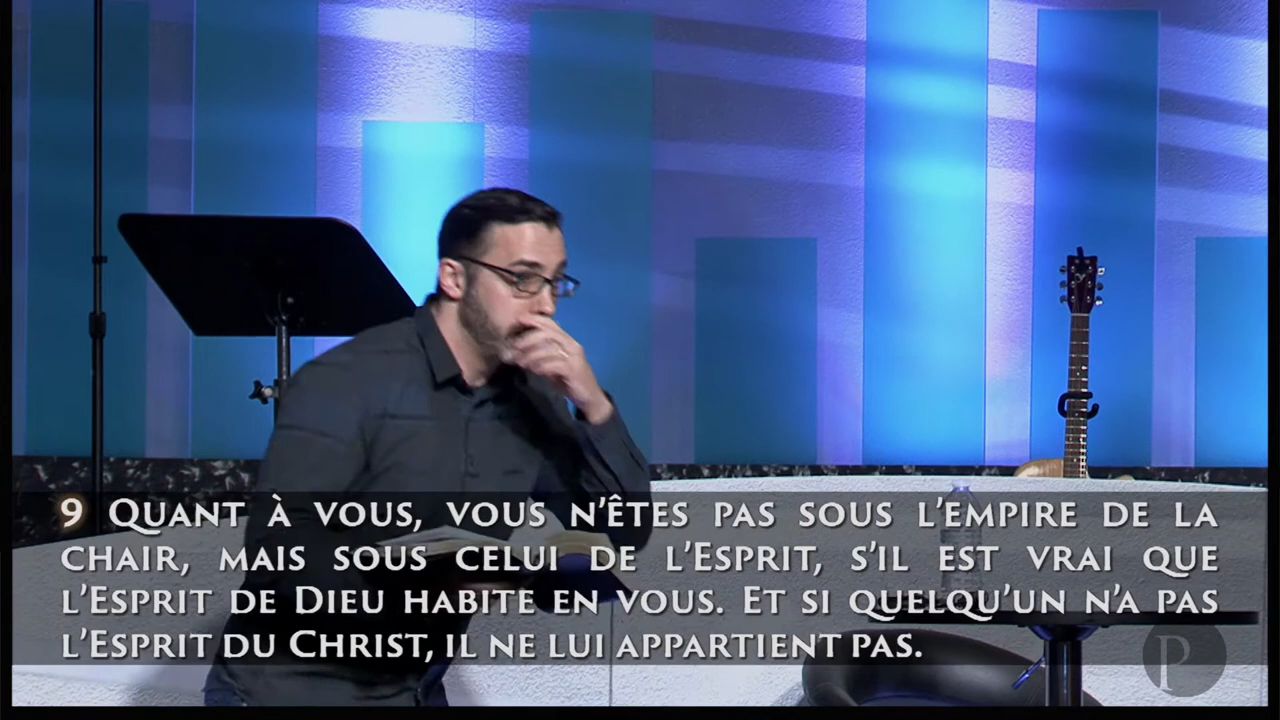 9 Quant à vous, vous n'êtes pas sous l'empire de la
chair, mais sous celui de l'Esprit, s'il est vrai que
l'Esprit de Dieu habite en vous. Et si quelqu'un n'a pas
l'Esprit du Christ, il ne lui appartient pas.
P